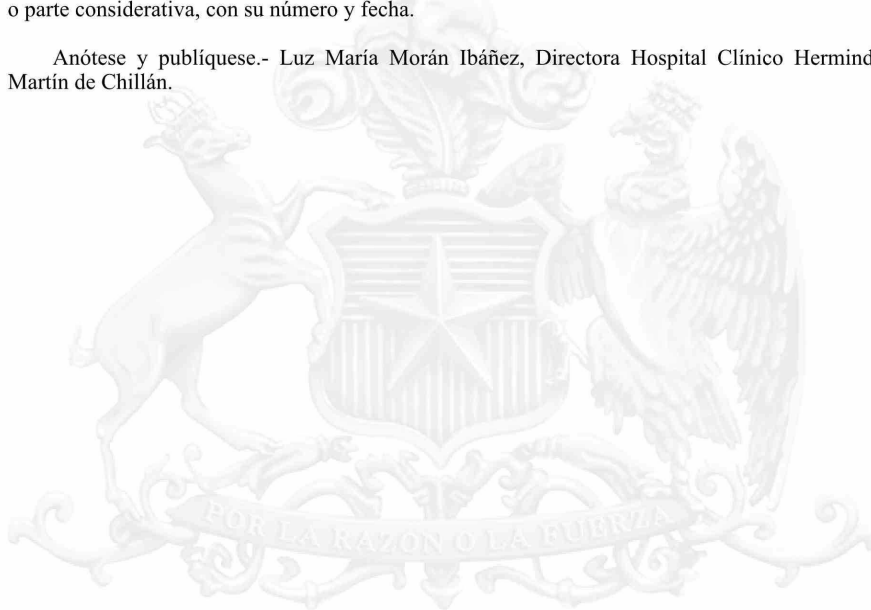 o parte considerativa, con su número y fecha.
Anótese y publíquese.- Luz María Morán Ibáñez, Directora Hospital Clínico Hermind
Martín de Chillán.
POR LA RAZON O LA FUERZA